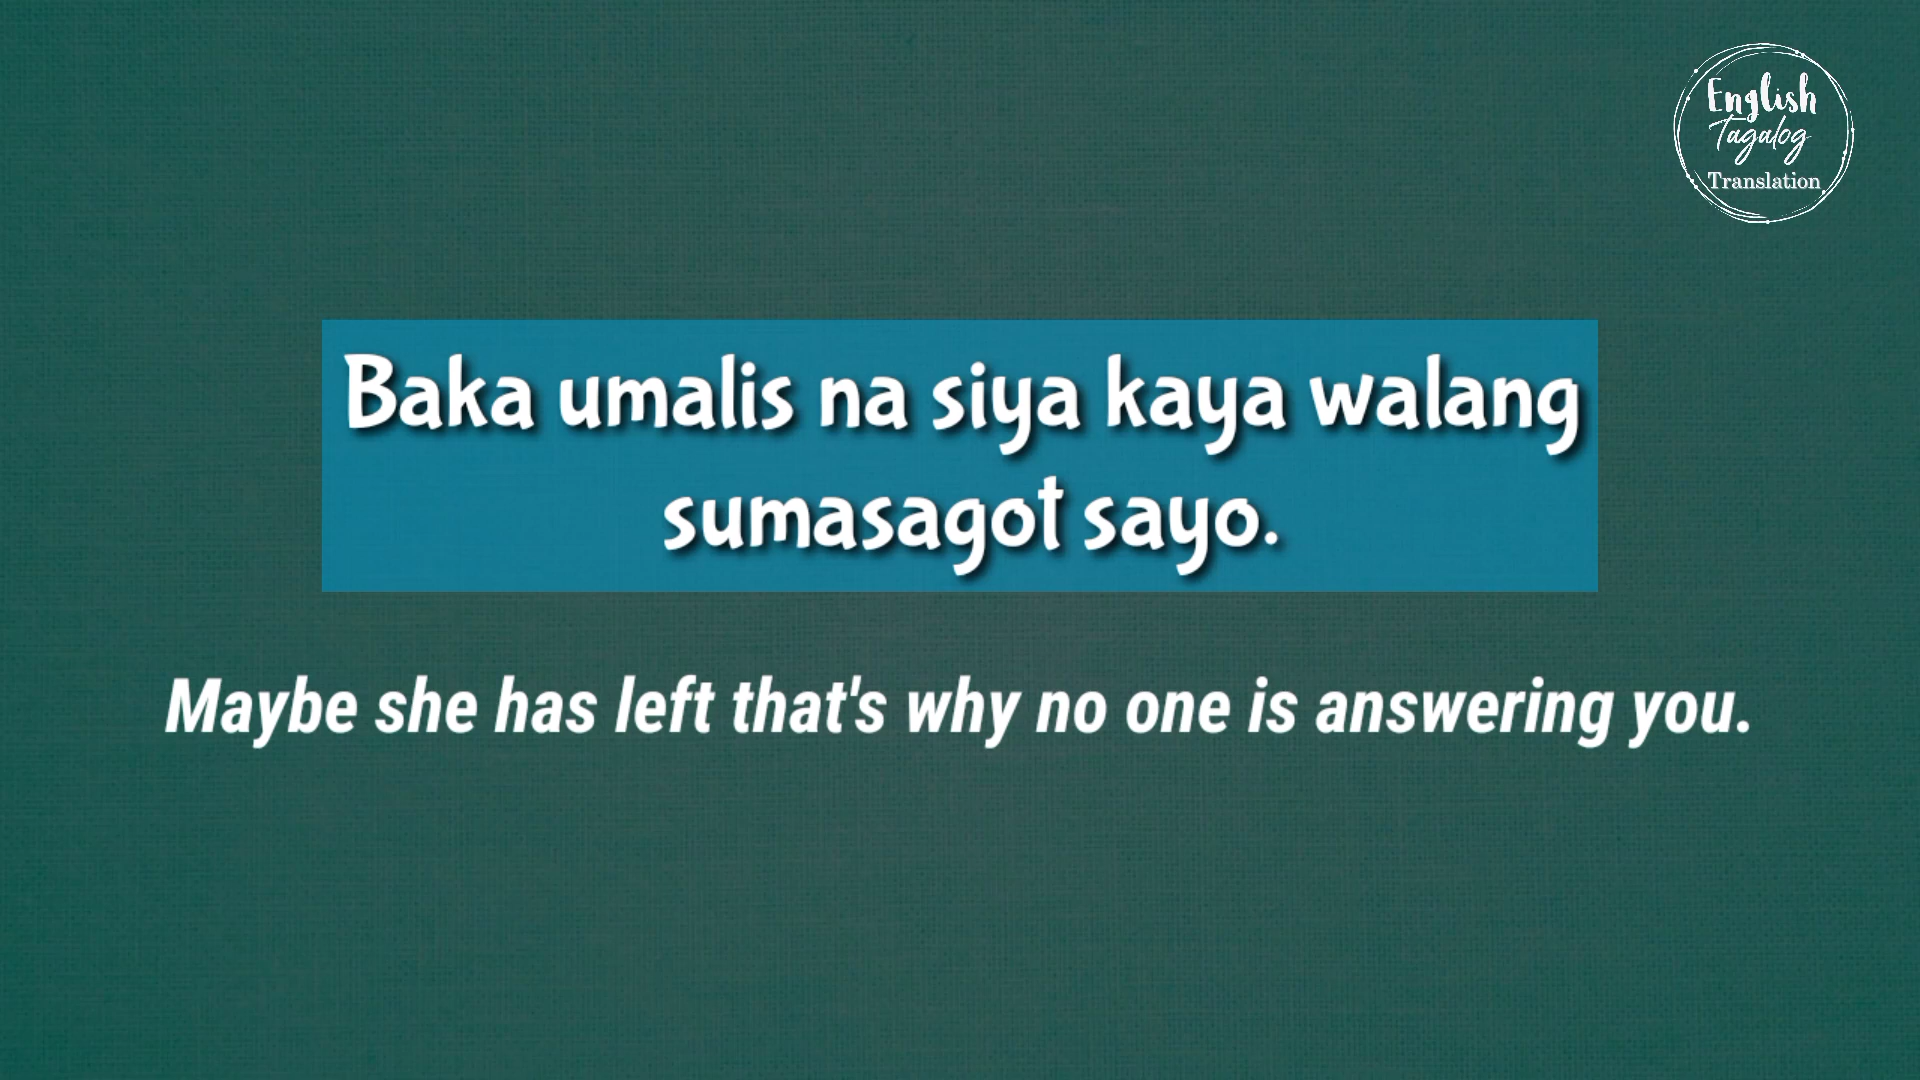 English
Tagalog
Translation
Baka umalis na siya kaya walang
sumasagot sayo.
Maybe she has left that's why no one is answering you.